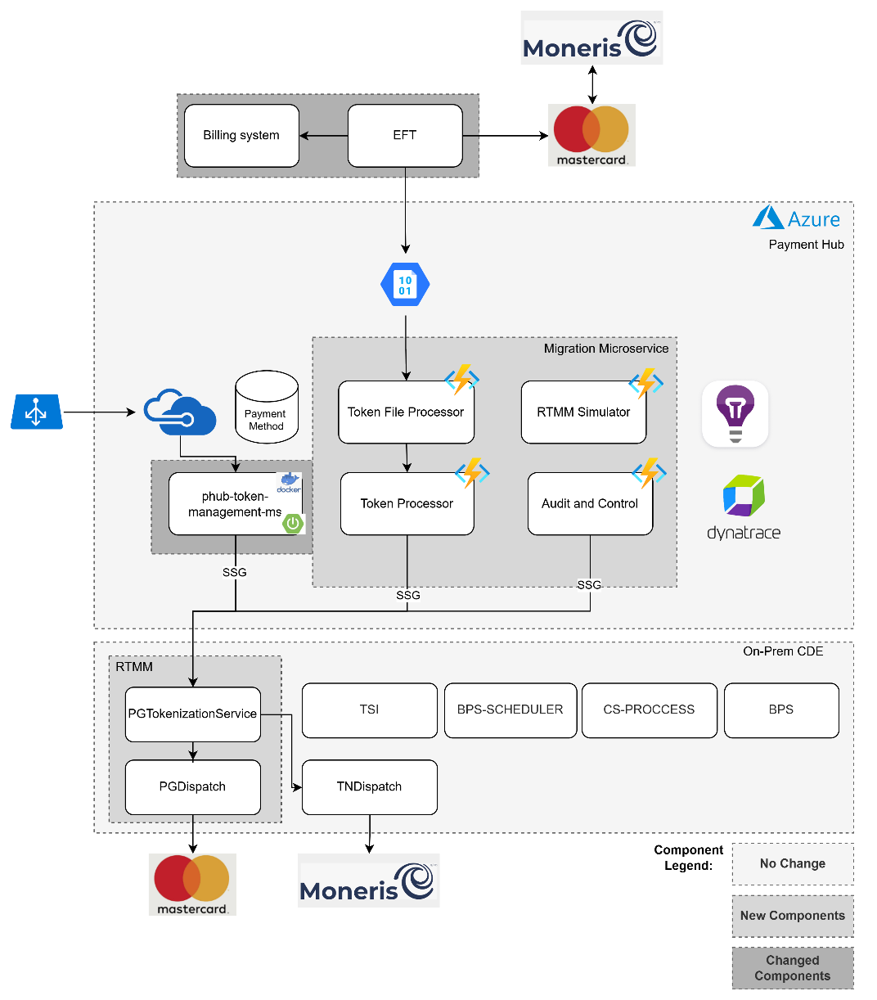 Moneris
mastercard.
Billing system
EFT
Azure
Payment Hub
10
01
Migration Microservice
Token File Processor
RTMM Simulator
Payment
Method
phub-token-
management-ms
docker
Token Processor
Audit and Control
dynatrace
SSG
SSG
SSG
On-Prem CDE
RTMM
PGTokenizationService
TSI
BPS-SCHEDULER
CS-PROCCESS
BPS
PGDispatch
TNDispatch
mastercard.
Moneris
Component
Legend:
No Change
New Components
Changed
Components